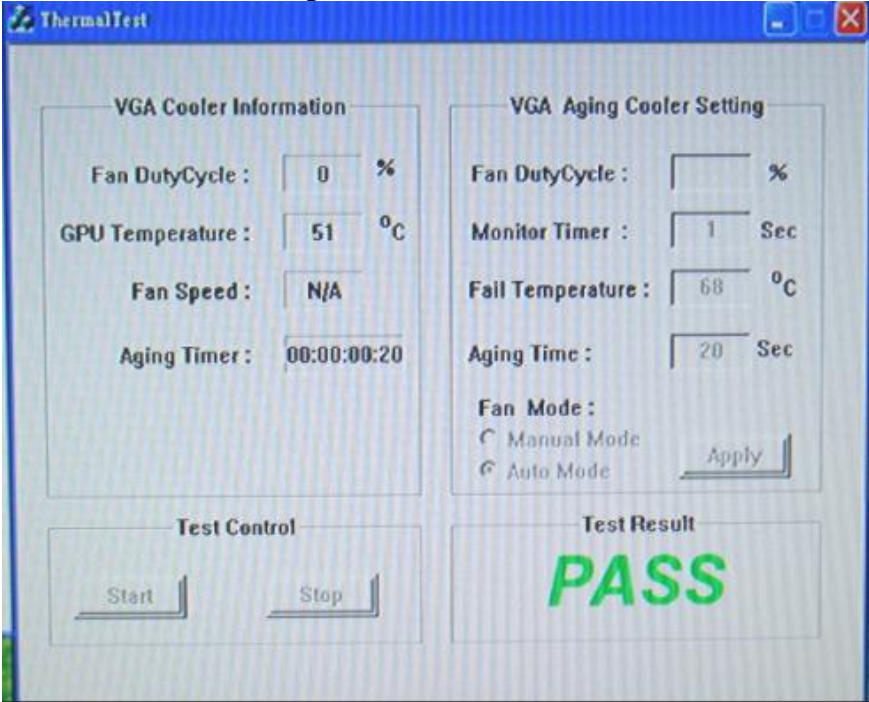 ThermalTest
VGA Cooler Information
Fan DutyCycle : 0 %
GPU Temperature : 51 ºC
Fan Speed : N/A
Aging Timer : 00:00:00:20
VGA Aging Cooler Setting
Fan DutyCycle : %
Monitor Timer : 1 Sec
Fail Temperature : 68 ºC
Aging Time : 20 Sec
Fan Mode :
Manual Mode
Auto Mode
Apply
Test Control
Start Stop
Test Result
PASS